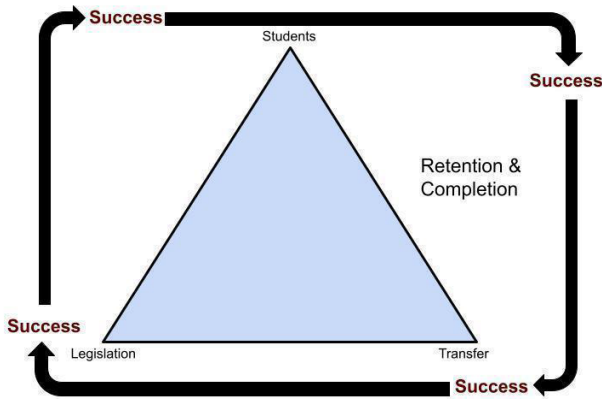 Success
Students
Success
Retention &
Completion
Success
Legislation
Transfer
Success